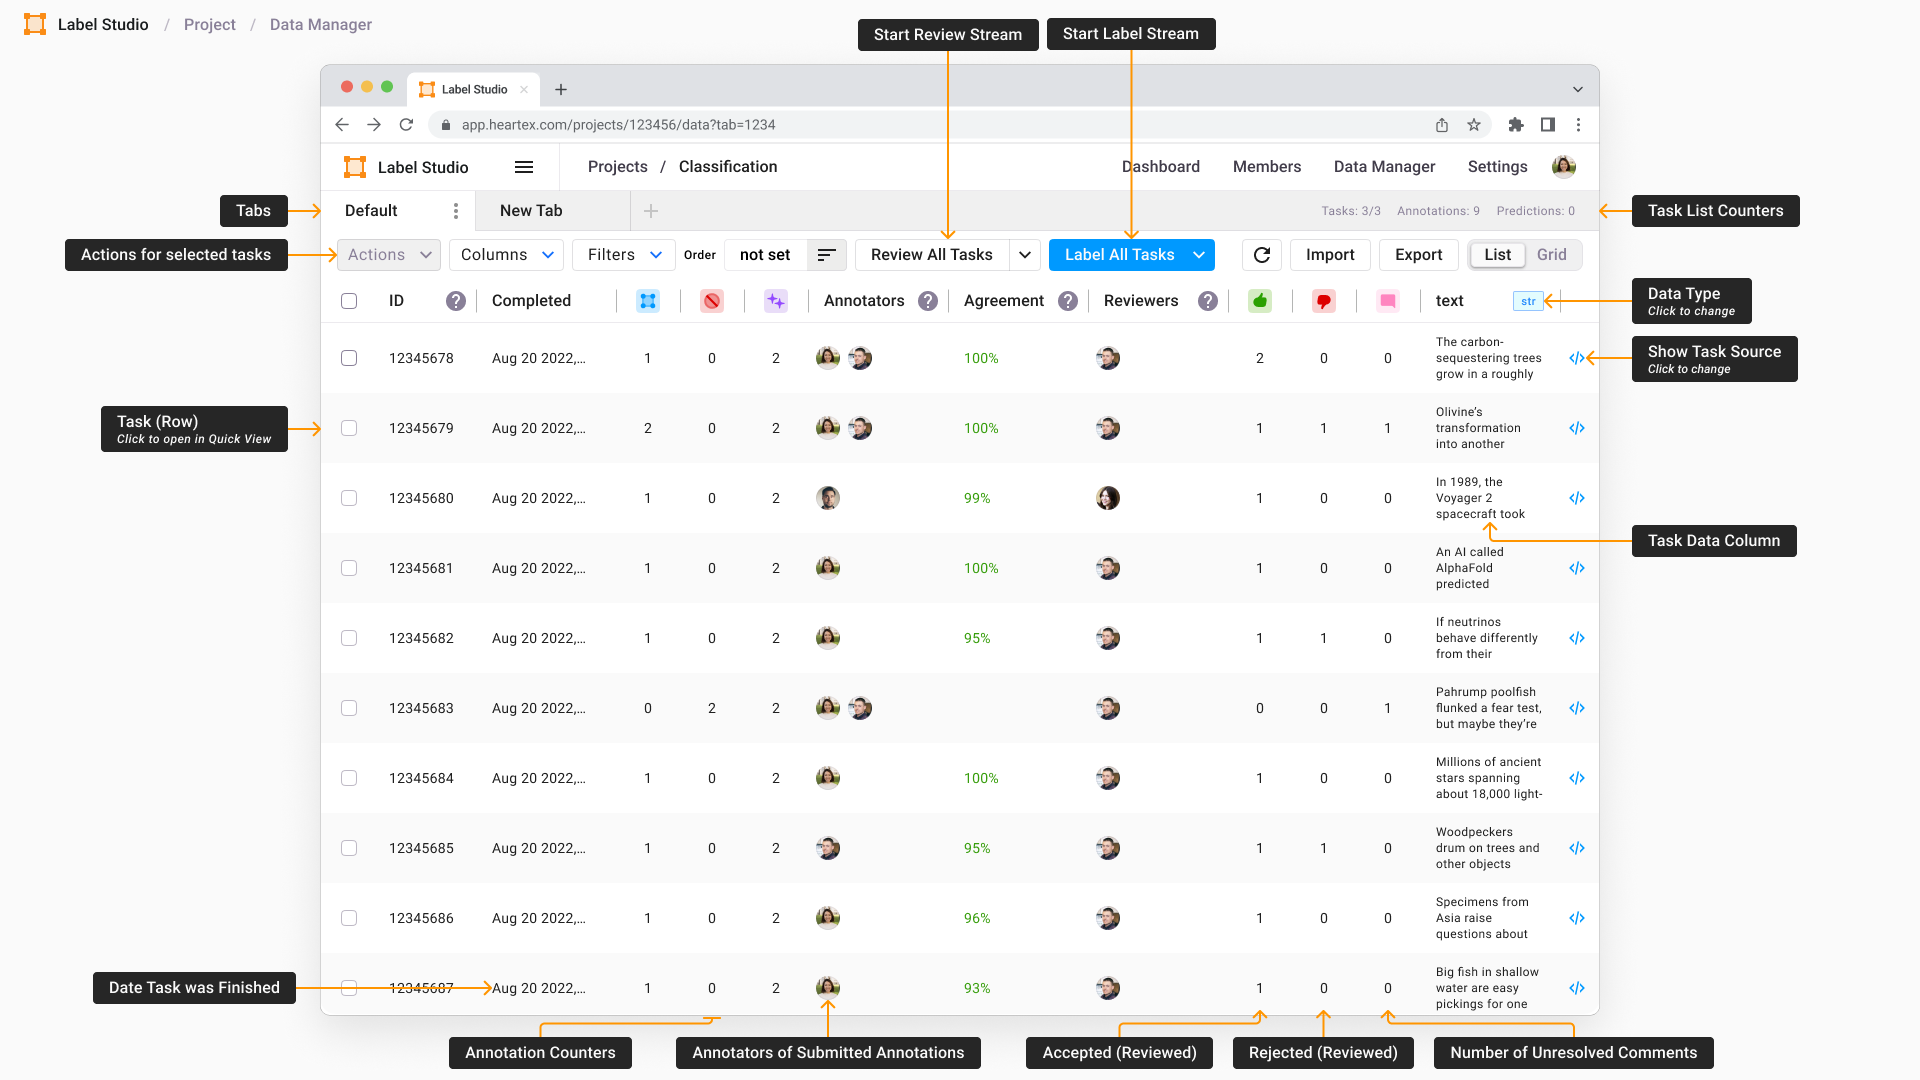 Label Studio / Project / Data Manager
Start Review Stream
Start Label Stream
Label Studio
app.heartex.com/projects/123456/data?tab=1234
Label Studio
Projects / Classification
Dashboard Members Data Manager Settings
Tabs
Default
New Tab
Tasks: 3/3 Annotations: 9 Predictions: 0
Task List Counters
Actions for selected tasks
Actions Columns Filters Order not set Review All Tasks Label All Tasks Import Export List Grid
ID ? Completed Annotators ? Agreement ? Reviewers ? text str
Data Type
Click to change
12345678 Aug 20 2022,... 1 0 2 100% 2 0 0
The carbon-
sequestering trees
grow in a roughly
</>
Show Task Source
Click to change
Task (Row)
Click to open in Quick View
12345679 Aug 20 2022,... 2 0 2 100% 1 1 1
Olivine's
transformation
into another
</>
12345680 Aug 20 2022,... 1 0 2 99% 1 0 0
In 1989, the
Voyager 2
spacecraft took
</>
Task Data Column
12345681 Aug 20 2022,... 1 0 2 100% 1 0 0
An AI called
AlphaFold
predicted
</>
12345682 Aug 20 2022,... 1 0 2 95% 1 1 0
If neutrinos
behave differently
from their
</>
12345683 Aug 20 2022,... 0 2 2 0 0 1
Pahrump poolfish
flunked a fear test,
but maybe they're
</>
12345684 Aug 20 2022,... 1 0 2 100% 1 0 0
Millions of ancient
stars spanning
about 18,000 light-
</>
12345685 Aug 20 2022,... 1 0 2 95% 1 1 0
Woodpeckers
drum on trees and
other objects
</>
12345686 Aug 20 2022,... 1 0 2 96% 1 0 0
Specimens from
Asia raise
questions about
</>
Date Task was Finished
12345687 Aug 20 2022,... 1 0 2 93% 1 0 0
Big fish in shallow
water are easy
pickings for one
</>
Annotation Counters
Annotators of Submitted Annotations
Accepted (Reviewed)
Rejected (Reviewed)
Number of Unresolved Comments